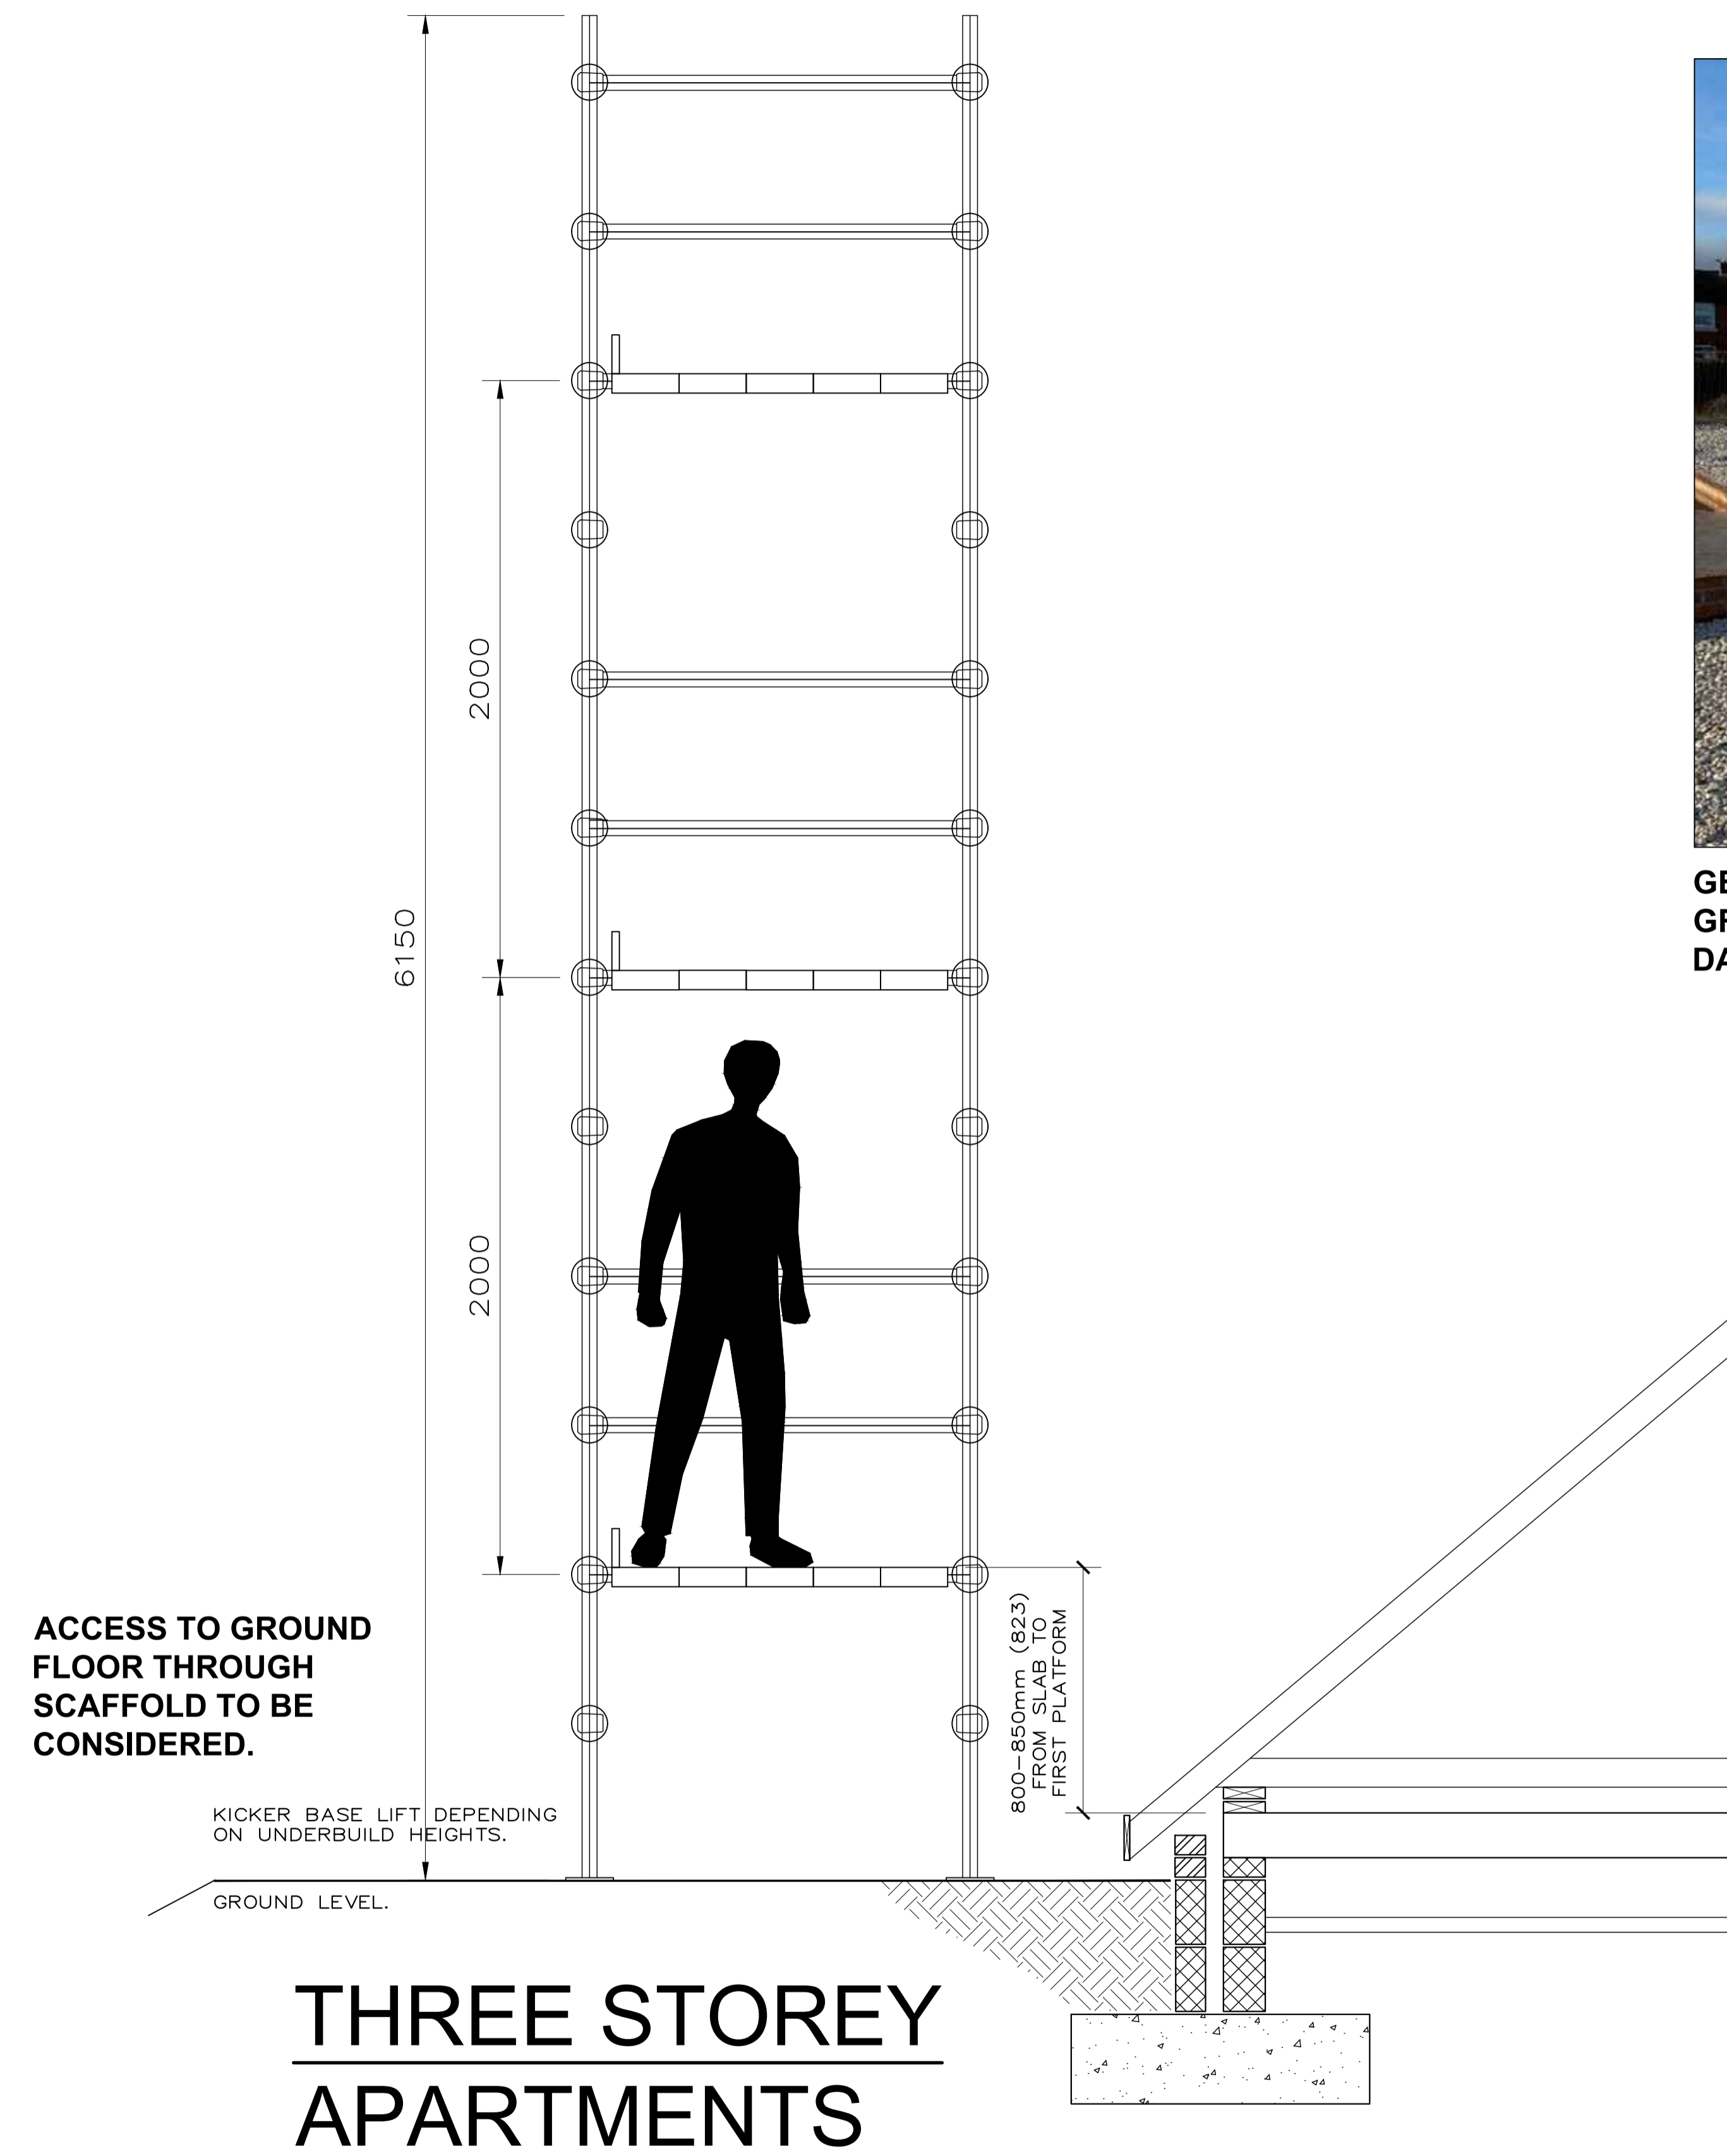 6150
2000
2000
ACCESS TO GROUND
FLOOR THROUGH
SCAFFOLD TO BE
CONSIDERED.
800-850mm (823)
FROM SLAB TO
FIRST PLATFORM
KICKER BASE LIFT DEPENDING
ON UNDERBUILD HEIGHTS.
GROUND LEVEL.
THREE STOREY
APARTMENTS